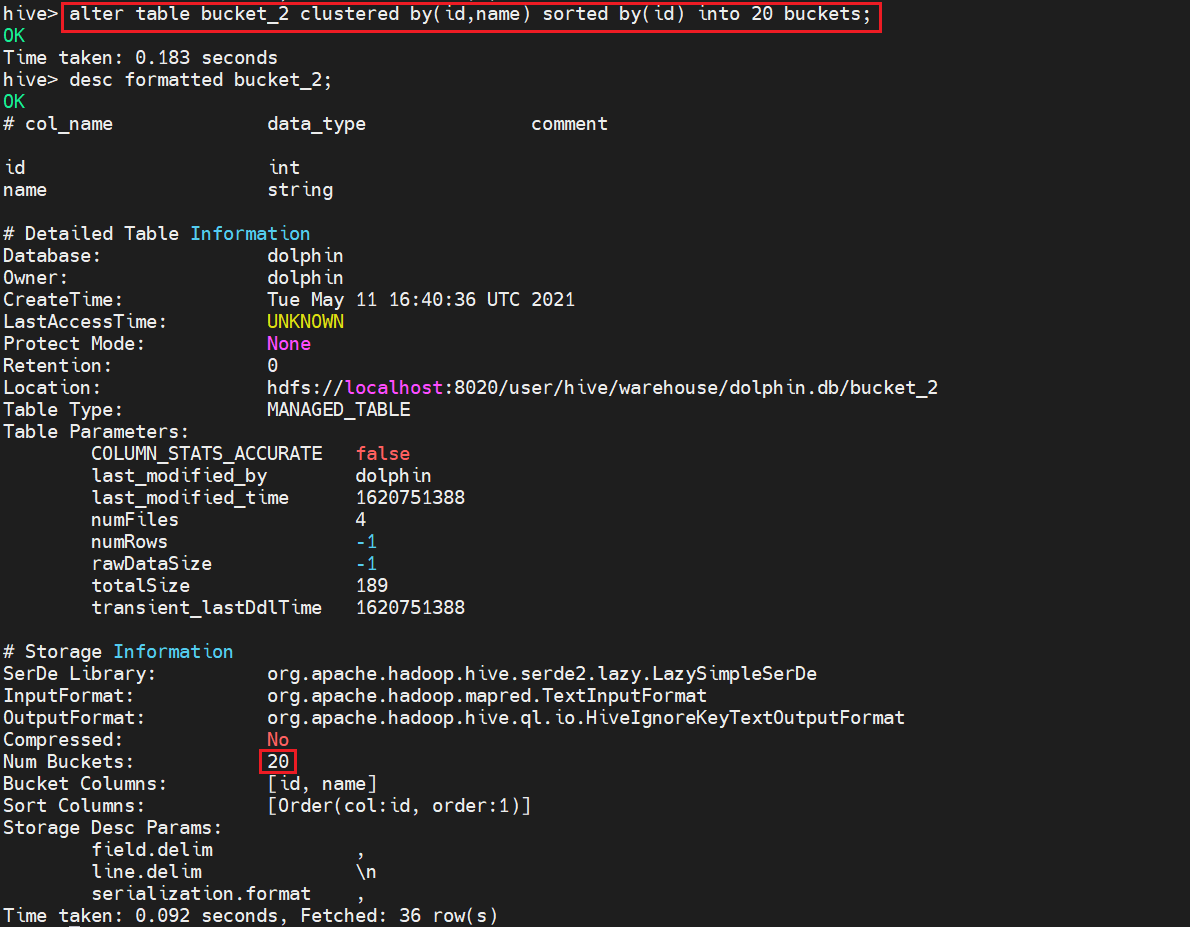 hive> alter table bucket_2 clustered by(id,name) sorted by(id) into 20 buckets;
OK
Time taken: 0.183 seconds
hive> desc formatted bucket_2;
OK
# col_name data_type comment
id int
name string
# Detailed Table Information
Database: dolphin
Owner: dolphin
CreateTime: Tue May 11 16:40:36 UTC 2021
LastAccessTime: UNKNOWN
Protect Mode: None
Retention: 0
Location: hdfs://localhost:8020/user/hive/warehouse/dolphin.db/bucket_2
Table Type: MANAGED_TABLE
Table Parameters:
COLUMN_STATS_ACCURATE false
last_modified_by dolphin
last_modified_time 1620751388
numFiles 4
numRows -1
rawDataSize -1
totalSize 189
transient_lastDdlTime 1620751388
# Storage Information
SerDe Library: org.apache.hadoop.hive.serde2.lazy.LazySimpleSerDe
InputFormat: org.apache.hadoop.mapred.TextInputFormat
OutputFormat: org.apache.hadoop.hive.ql.io.HiveIgnoreKeyTextOutputFormat
Compressed: No
Num Buckets: 20
Bucket Columns: [id, name]
Sort Columns: [Order(col:id, order:1)]
Storage Desc Params:
field.delim ,
line.delim \n
serialization.format ,
Time taken: 0.092 seconds, Fetched: 36 row(s)